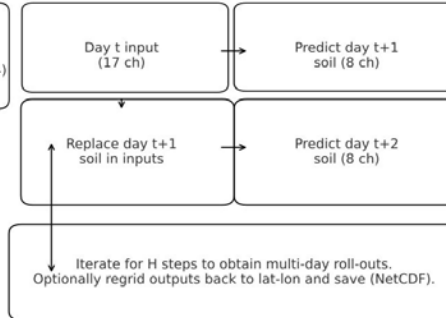 Day t input
(17 ch)
Predict day t+1
soil (8 ch)
Replace day t+1
soil in inputs
Predict day t+2
soil (8 ch)
Iterate for H steps to obtain multi-day roll-outs.
Optionally regrid outputs back to lat-lon and save (NetCDF).